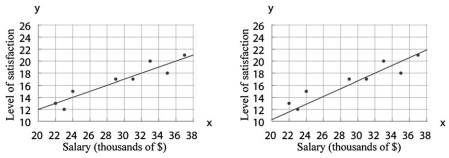 y
26
24
22
20
18
16
14
12
10
Level of satisfaction
20 22 24 26 28 30 32 34 36 38
x
Salary (thousands of $)
y
26
24
22
20
18
16
14
12
10
Level of satisfaction
20 22 24 26 28 30 32 34 36 38
x
Salary (thousands of $)